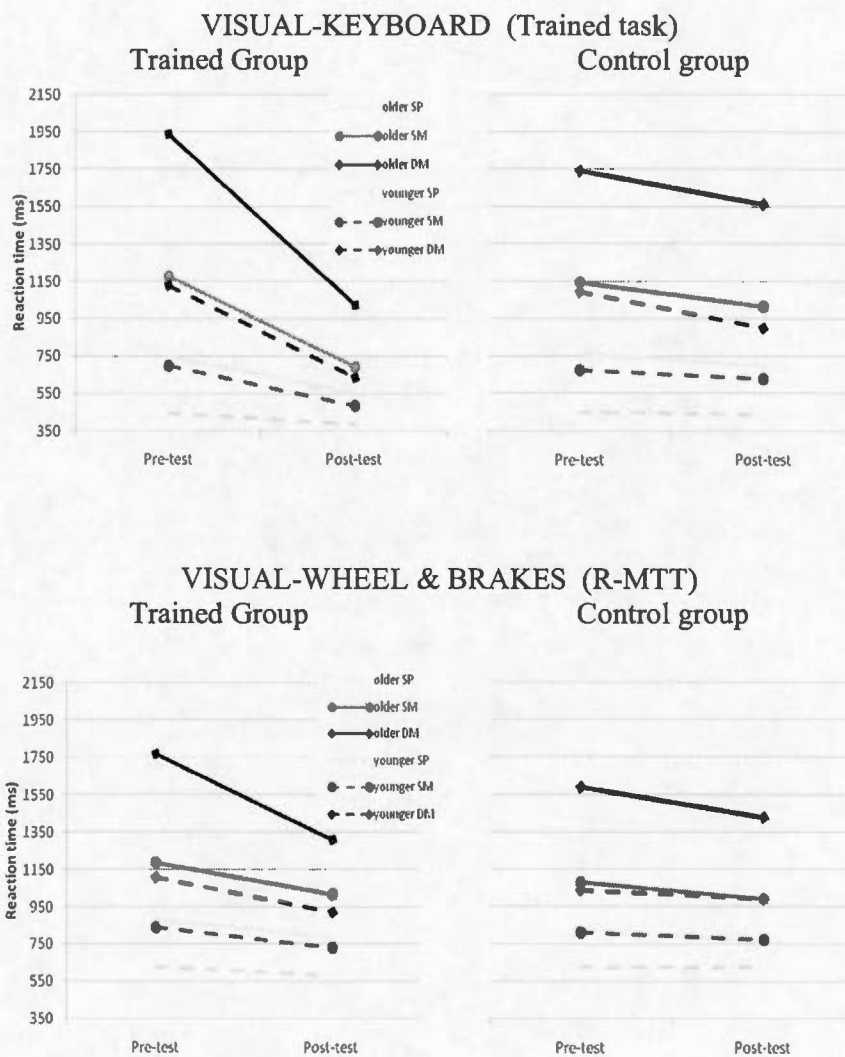 VISUAL-KEYBOARD (Trained task)
Trained Group Control group
2150
1950
1750
1550
1350
1150
950
750
550
350
Reaction time (ms)
older SP
older SM
older DM
younger SP
younger SM
younger DM
Pre-test Post-test Pre-test Post-test
VISUAL-WHEEL & BRAKES (R-MTT)
Trained Group Control group
2150
1950
1750
1550
1350
1150
950
750
550
350
Reaction time (ms)
older SP
older SM
older DM
younger SP
younger SM
younger DM
Pre-test Post-test Pre-test Post-test